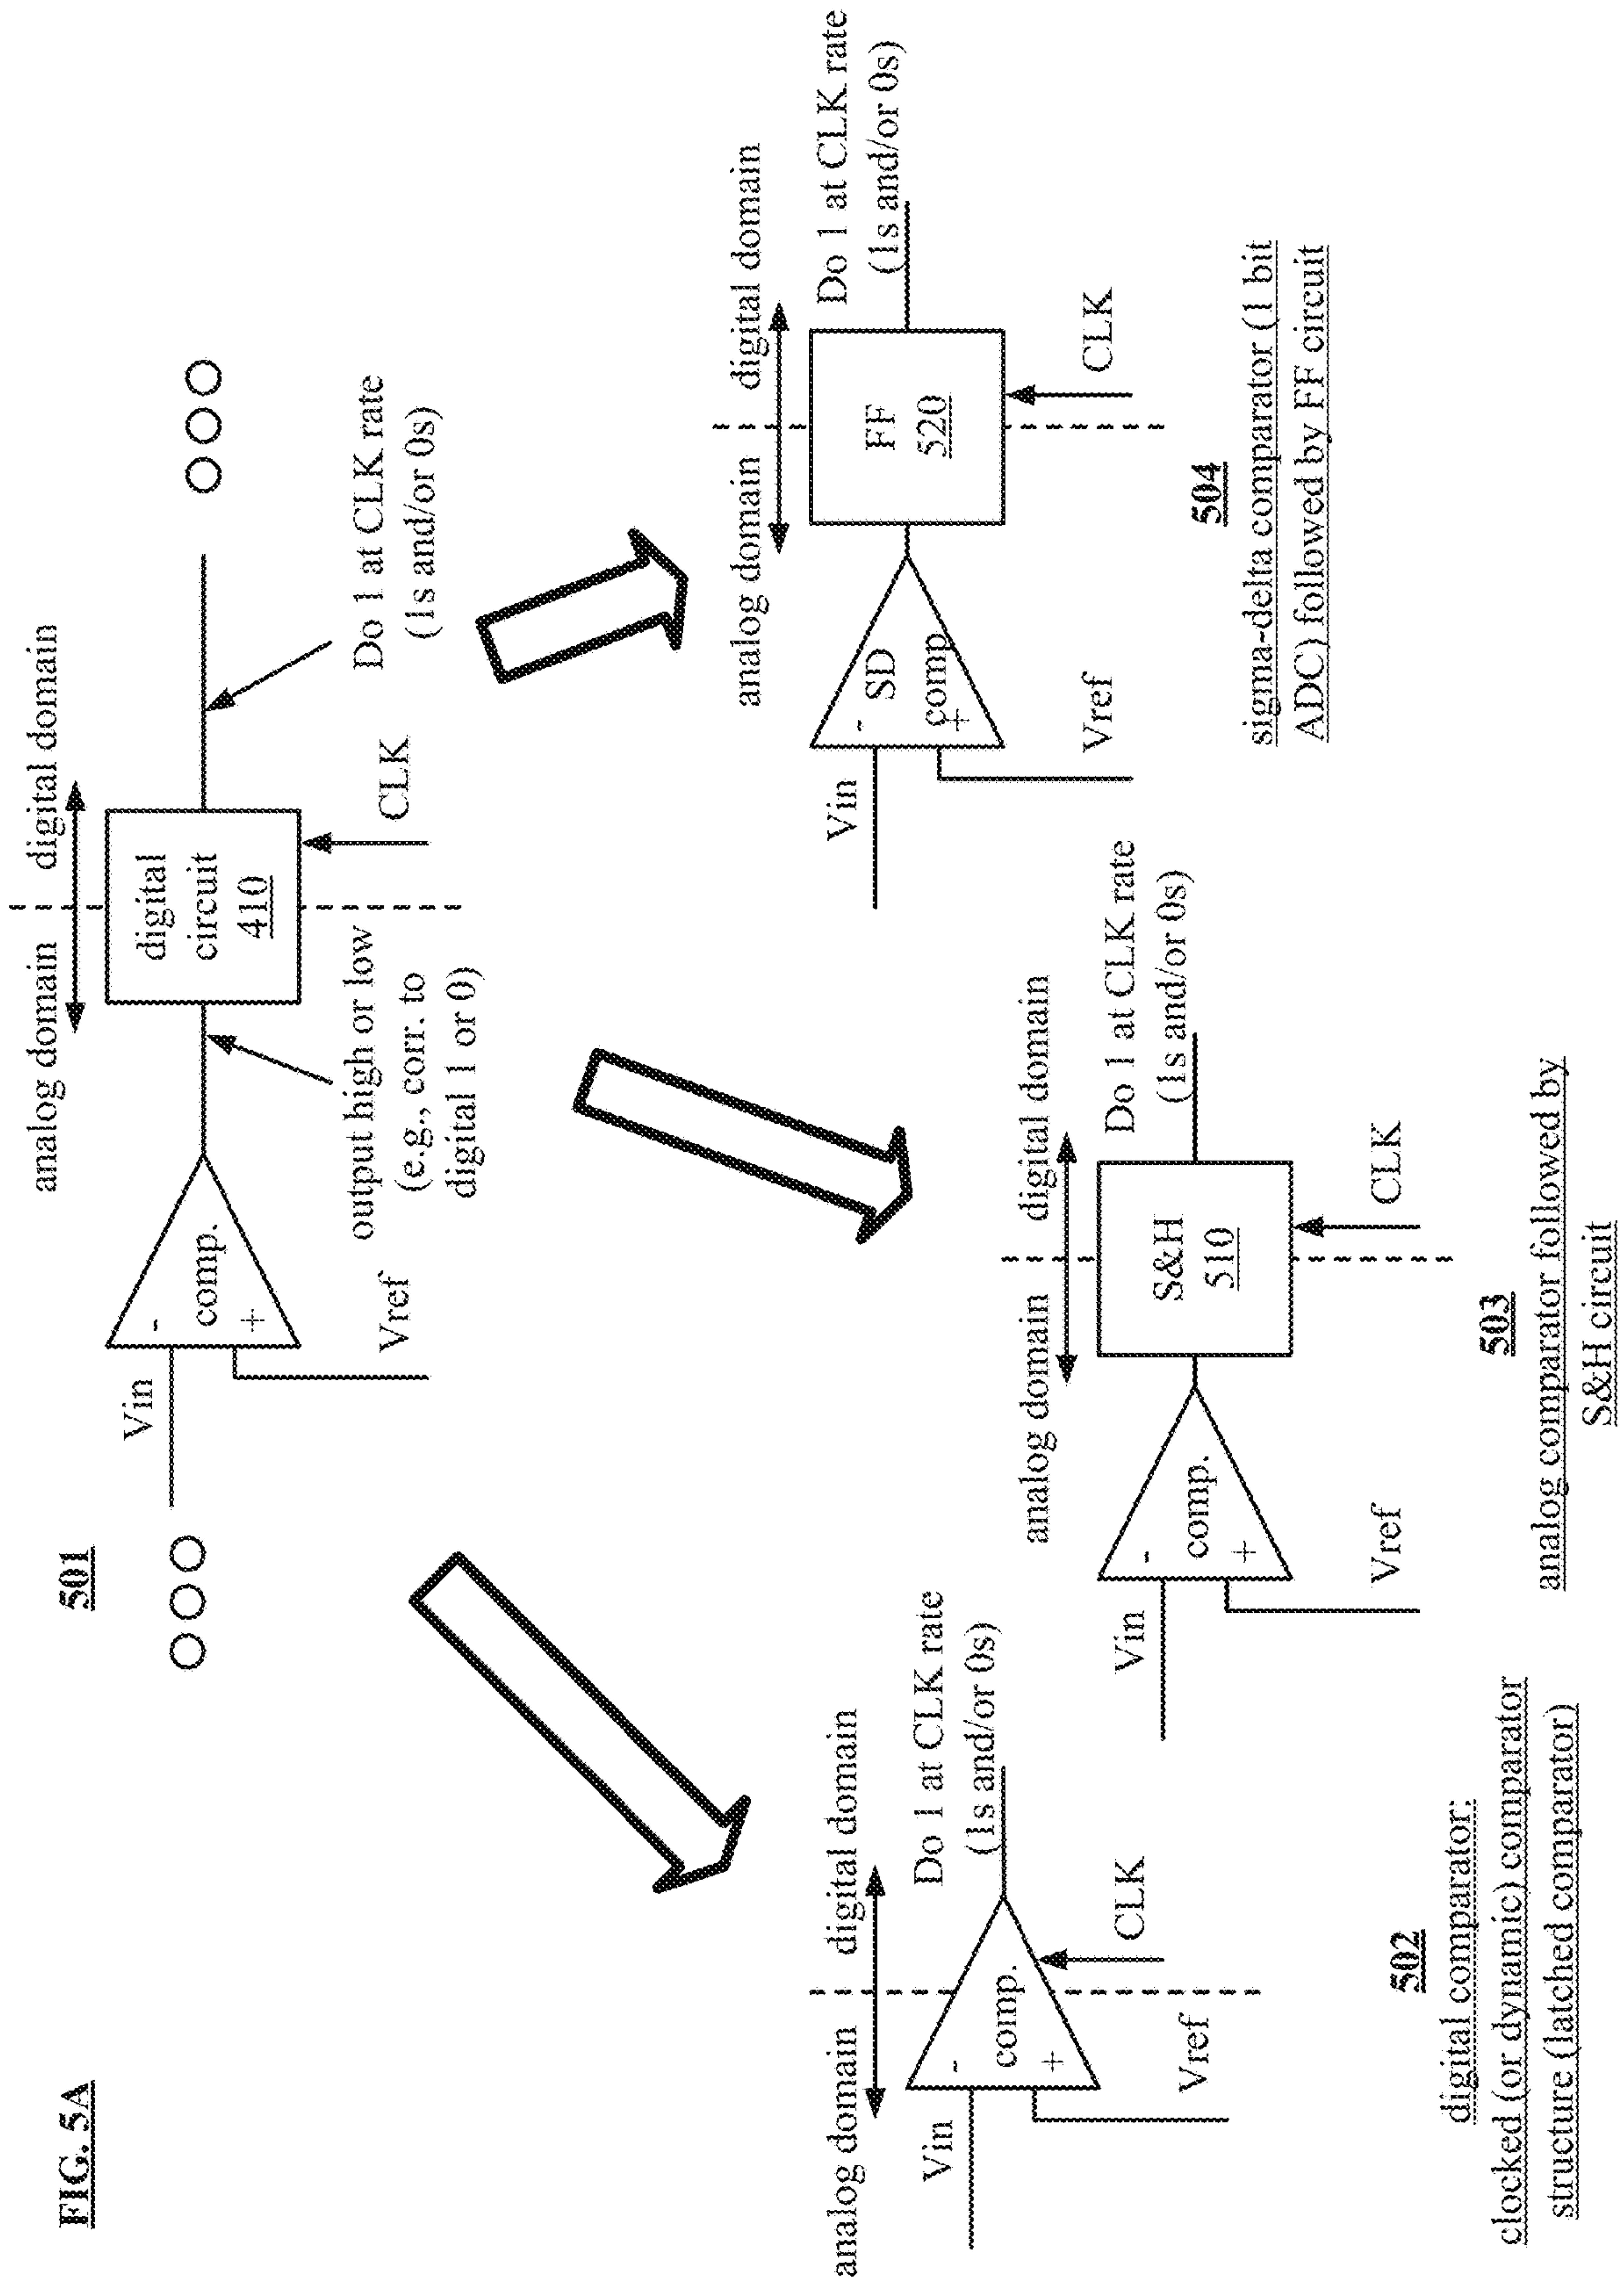 FIG. 5A
501
analog domain
digital domain
Vin
-
comp.
+
Vref
digital
circuit
410
CLK
output high or low
(e.g., corr. to
digital 1 or 0)
Do 1 at CLK rate
(1s and/or 0s)
analog domain
digital domain
Vin
-
comp.
+
Vref
CLK
Do 1 at CLK rate
(1s and/or 0s)
502
digital comparator:
clocked (or dynamic) comparator
structure (latched comparator)
analog domain
digital domain
Vin
-
comp.
+
Vref
S&H
510
CLK
Do 1 at CLK rate
(1s and/or 0s)
503
analog comparator followed by
S&H circuit
analog domain
digital domain
Vin
-
SD
comp
+
Vref
FF
520
CLK
Do 1 at CLK rate
(1s and/or 0s)
504
sigma-delta comparator (1 bit
ADC) followed by FF circuit